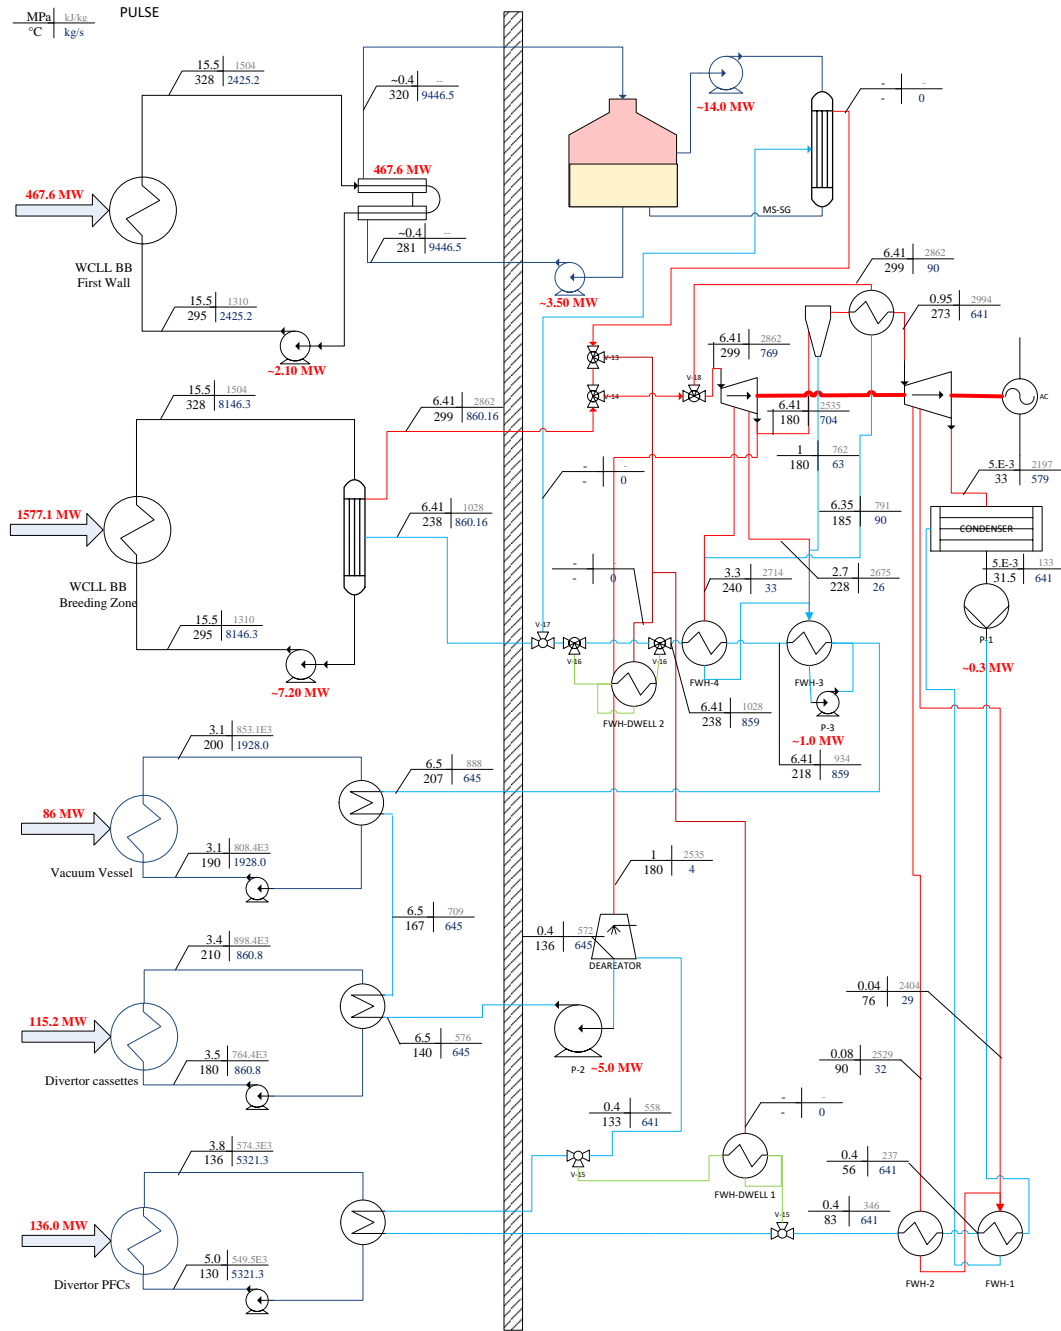 PULSE
MPa kJ/kg
°C kg/s
15.5 1504
328 2425.2
~0.4 --
320 9446.5
467.6 MW
467.6 MW
~0.4 --
281 9446.5
WCLL BB
First Wall
15.5 1310
295 2425.2
~2.10 MW
~14.0 MW
- -
- 0
MS-SG
~3.50 MW
6.41 2862
299 90
0.95 2994
273 641
6.41 2862
299 769
V-13
V-18
V-14
AC
15.5 1504
328 8146.3
6.41 2862
299 860.16
6.41 2535
180 704
1 762
180 63
- -
- 0
5.E-3 2197
33 579
1577.1 MW
6.41 1028
238 860.16
6.35 791
185 90
CONDENSER
WCLL BB
Breeding Zone
- -
- 0
3.3 2714
240 33
2.7 2675
228 26
5.E-3 133
31.5 641
15.5 1310
295 8146.3
~7.20 MW
V-17
V-16
V-16
P-1
~0.3 MW
FWH-4
FWH-3
FWH-DWELL 2
6.41 1028
238 859
P-3
~1.0 MW
6.41 934
218 859
3.1 853.1E3
200 1928.0
6.5 888
207 645
86 MW
3.1 808.4E3
190 1928.0
Vacuum Vessel
1 2535
180 4
6.5 709
167 645
0.4 572
136 645
DEAREATOR
3.4 898.4E3
210 860.8
0.04 2404
76 29
115.2 MW
6.5 576
140 645
3.5 764.4E3
180 860.8
Divertor cassettes
P-2
~5.0 MW
0.08 2529
90 32
0.4 558
133 641
- -
- 0
3.8 574.3E3
136 5321.3
V-15
0.4 237
56 641
FWH-DWELL 1
136.0 MW
V-15
0.4 346
83 641
5.0 549.5E3
130 5321.3
Divertor PFCs
FWH-2
FWH-1